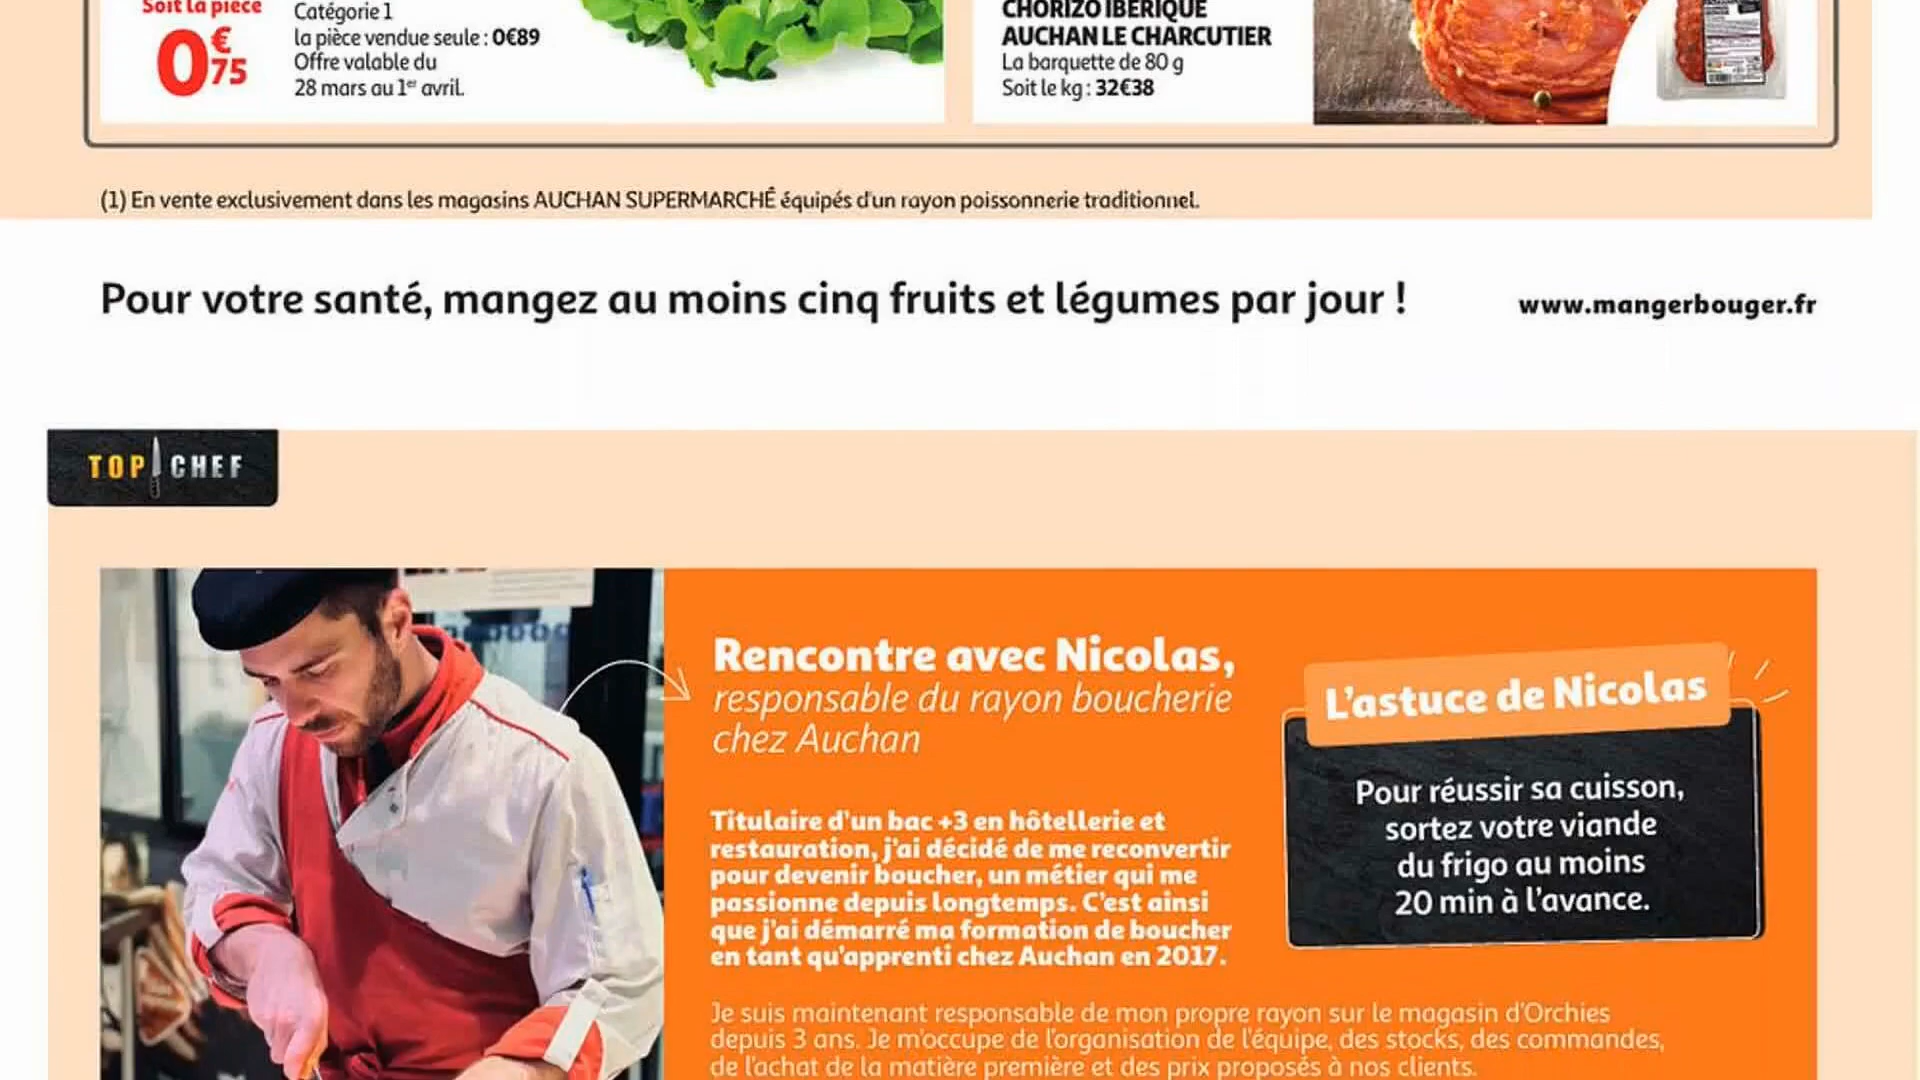 Soit la pièce
0€75
Catégorie 1
la pièce vendue seule : 0€89
Offre valable du
28 mars au 1er avril.
CHORIZO IBÉRIQUE
AUCHAN LE CHARCUTIER
La barquette de 80 g
Soit le kg : 32€38
(1) En vente exclusivement dans les magasins AUCHAN SUPERMARCHÉ équipés d'un rayon poissonnerie traditionnel.
Pour votre santé, mangez au moins cinq fruits et légumes par jour !
www.mangerbouger.fr
TOP CHEF
Rencontre avec Nicolas,
responsable du rayon boucherie
chez Auchan
Titulaire d'un bac +3 en hôtellerie et
restauration, j'ai décidé de me reconvertir
pour devenir boucher, un métier qui me
passionne depuis longtemps. C'est ainsi
que j'ai démarré ma formation de boucher
en tant qu'apprenti chez Auchan en 2017.
L'astuce de Nicolas
Pour réussir sa cuisson,
sortez votre viande
du frigo au moins
20 min à l'avance.
Je suis maintenant responsable de mon propre rayon sur le magasin d'Orchies
depuis 3 ans. Je m'occupe de l'organisation de l'équipe, des stocks, des commandes,
de l'achat de la matière première et des prix proposés à nos clients.